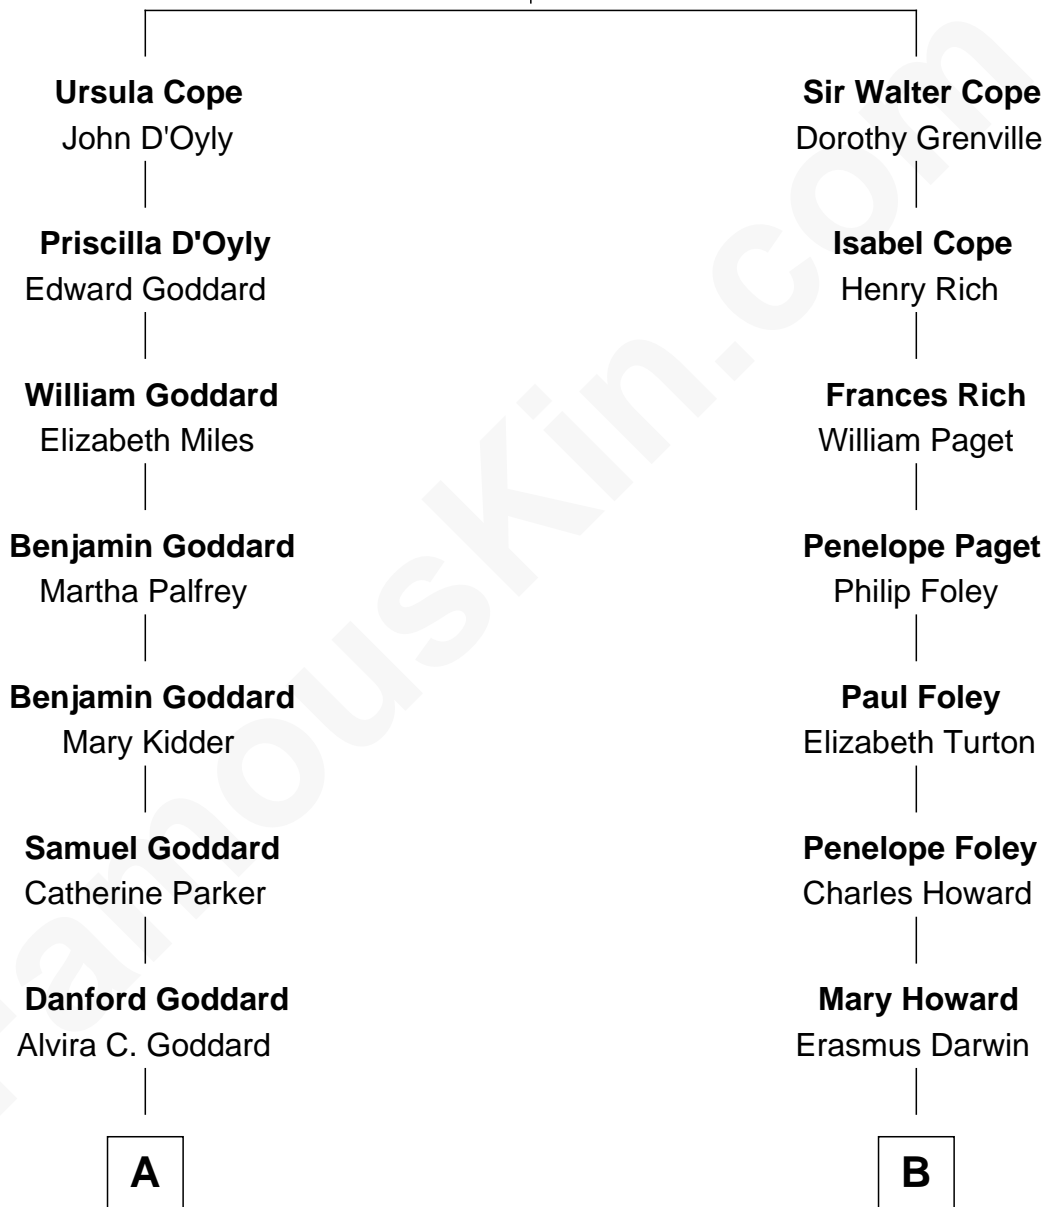 Ursula Cope
John D'Oyly
Sir Walter Cope
Dorothy Grenville
Priscilla D'Oyly
Edward Goddard
Isabel Cope
Henry Rich
William Goddard
Elizabeth Miles
Frances Rich
William Paget
Benjamin Goddard
Martha Palfrey
Penelope Paget
Philip Foley
Benjamin Goddard
Mary Kidder
Paul Foley
Elizabeth Turton
Samuel Goddard
Catherine Parker
Penelope Foley
Charles Howard
Danford Goddard
Alvira C. Goddard
Mary Howard
Erasmus Darwin
A
B
FamousKin.com